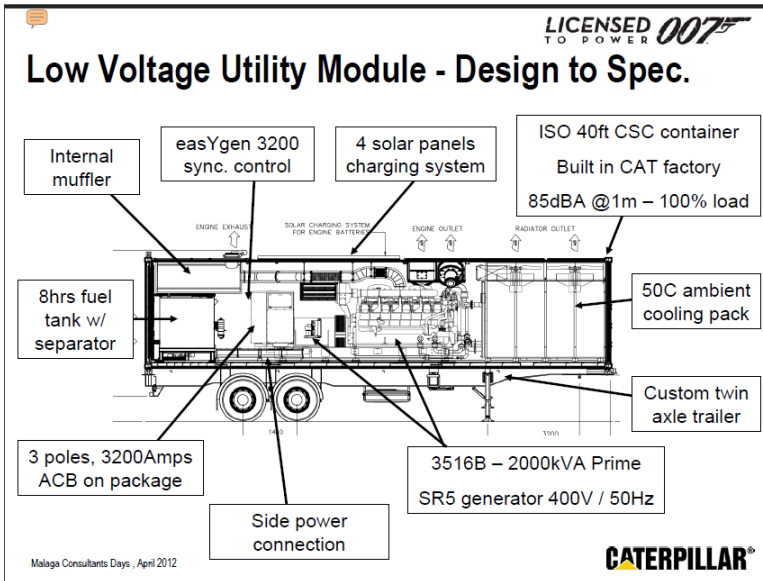 LICENSED 007
TO POWER
Low Voltage Utility Module - Design to Spec.
Internal
muffler
easYgen 3200
sync. control
4 solar panels
charging system
ISO 40ft CSC container
Built in CAT factory
85dBA @1m – 100% load
ENGINE EXHAUST
SOLAR CHARGING SYSTEM
FOR ENGINE BATTERIES
ENGINE OUTLET
RADIATOR OUTLET
8hrs fuel
tank w/
separator
50C ambient
cooling pack
Custom twin
axle trailer
3200
3 poles, 3200Amps
ACB on package
3516B – 2000kVA Prime
SR5 generator 400V / 50Hz
Side power
connection
Malaga Consultants Days , April 2012
CATERPILLAR®